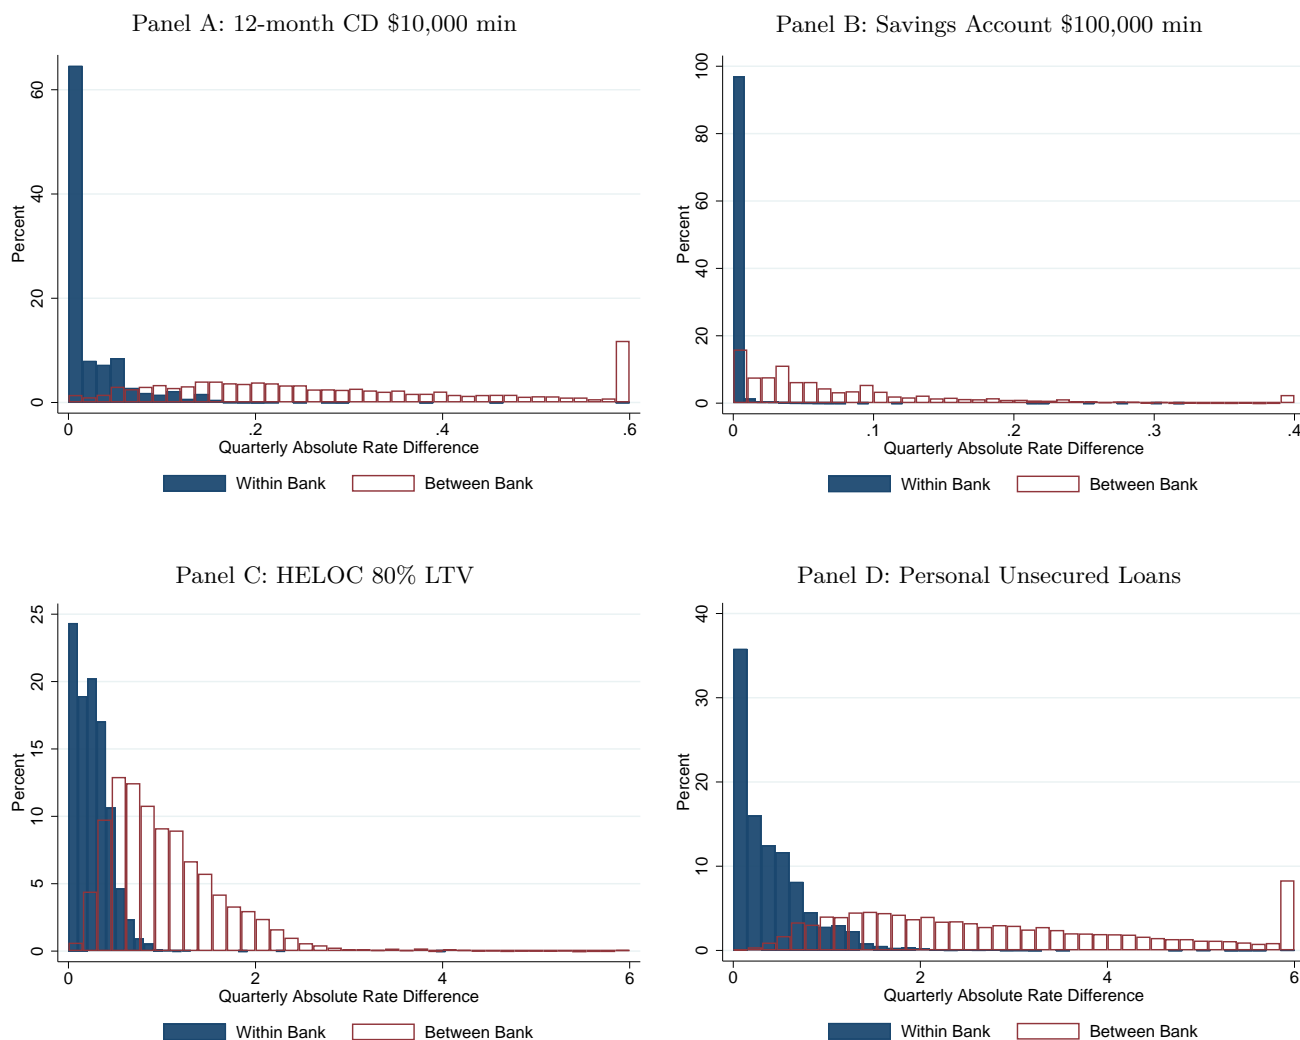 Panel A: 12-month CD $10,000 min
Percent
60
40
20
0
0 .2 .4 .6
Quarterly Absolute Rate Difference
Within Bank Between Bank
Panel B: Savings Account $100,000 min
Percent
100
80
60
40
20
0
0 .1 .2 .3 .4
Quarterly Absolute Rate Difference
Within Bank Between Bank
Panel C: HELOC 80% LTV
Percent
25
20
15
10
5
0
0 2 4 6
Quarterly Absolute Rate Difference
Within Bank Between Bank
Panel D: Personal Unsecured Loans
Percent
40
30
20
10
0
0 2 4 6
Quarterly Absolute Rate Difference
Within Bank Between Bank